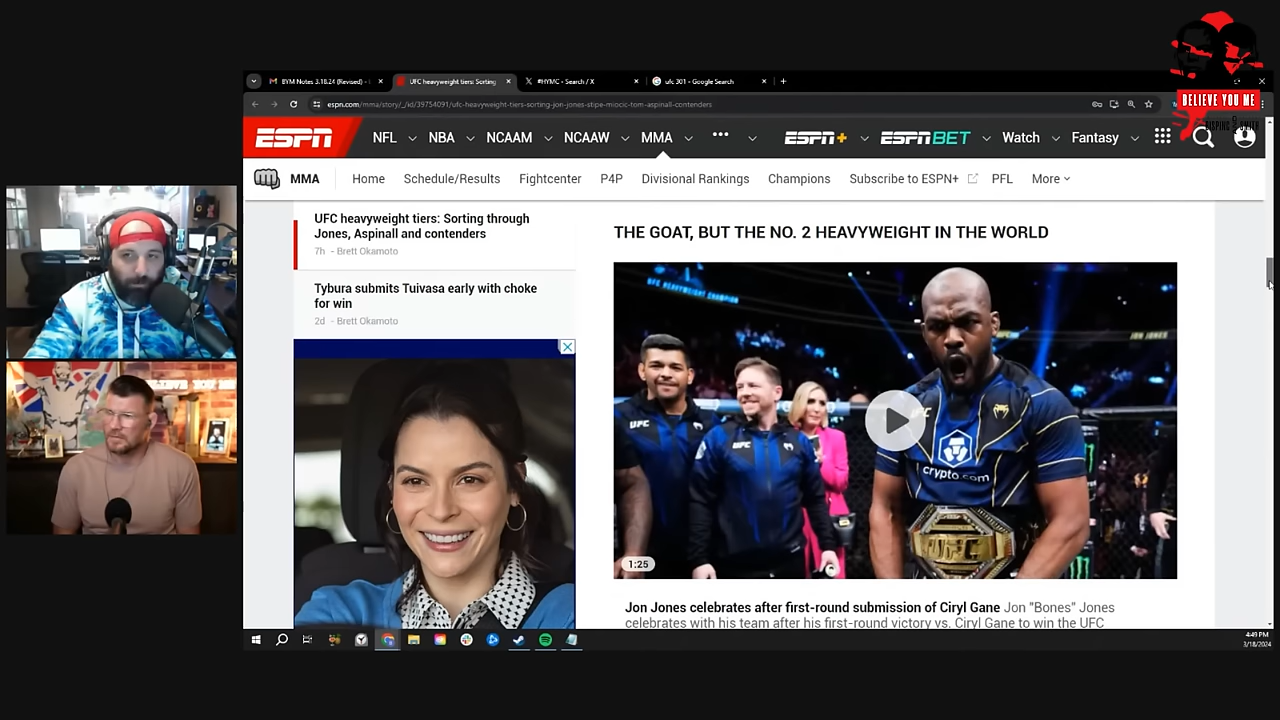 BYM Notes 3.18.24 (Revised) -
UFC heavyweight tiers: Sorting
#HYMC - Search / X
ufc 301 - Google Search
espn.com/mma/story/_/id/39754091/ufc-heavyweight-tiers-sorting-jon-jones-stipe-miocic-tom-aspinall-contenders
BELIEVE YOU ME
ESPN
NFL
NBA
NCAAM
NCAAW
MMA
ESPN+
ESPN BET
Watch
Fantasy
MMA
Home
Schedule/Results
Fightcenter
P4P
Divisional Rankings
Champions
Subscribe to ESPN+
PFL
More
UFC heavyweight tiers: Sorting through
Jones, Aspinall and contenders
7h - Brett Okamoto
Tybura submits Tuivasa early with choke
for win
2d - Brett Okamoto
THE GOAT, BUT THE NO. 2 HEAVYWEIGHT IN THE WORLD
UFC
UFC
UFC
crypto.com
UFC
1:25
Jon Jones celebrates after first-round submission of Ciryl Gane Jon "Bones" Jones
celebrates with his team after his first-round victory vs. Ciryl Gane to win the UFC
4:49 PM
3/18/2024